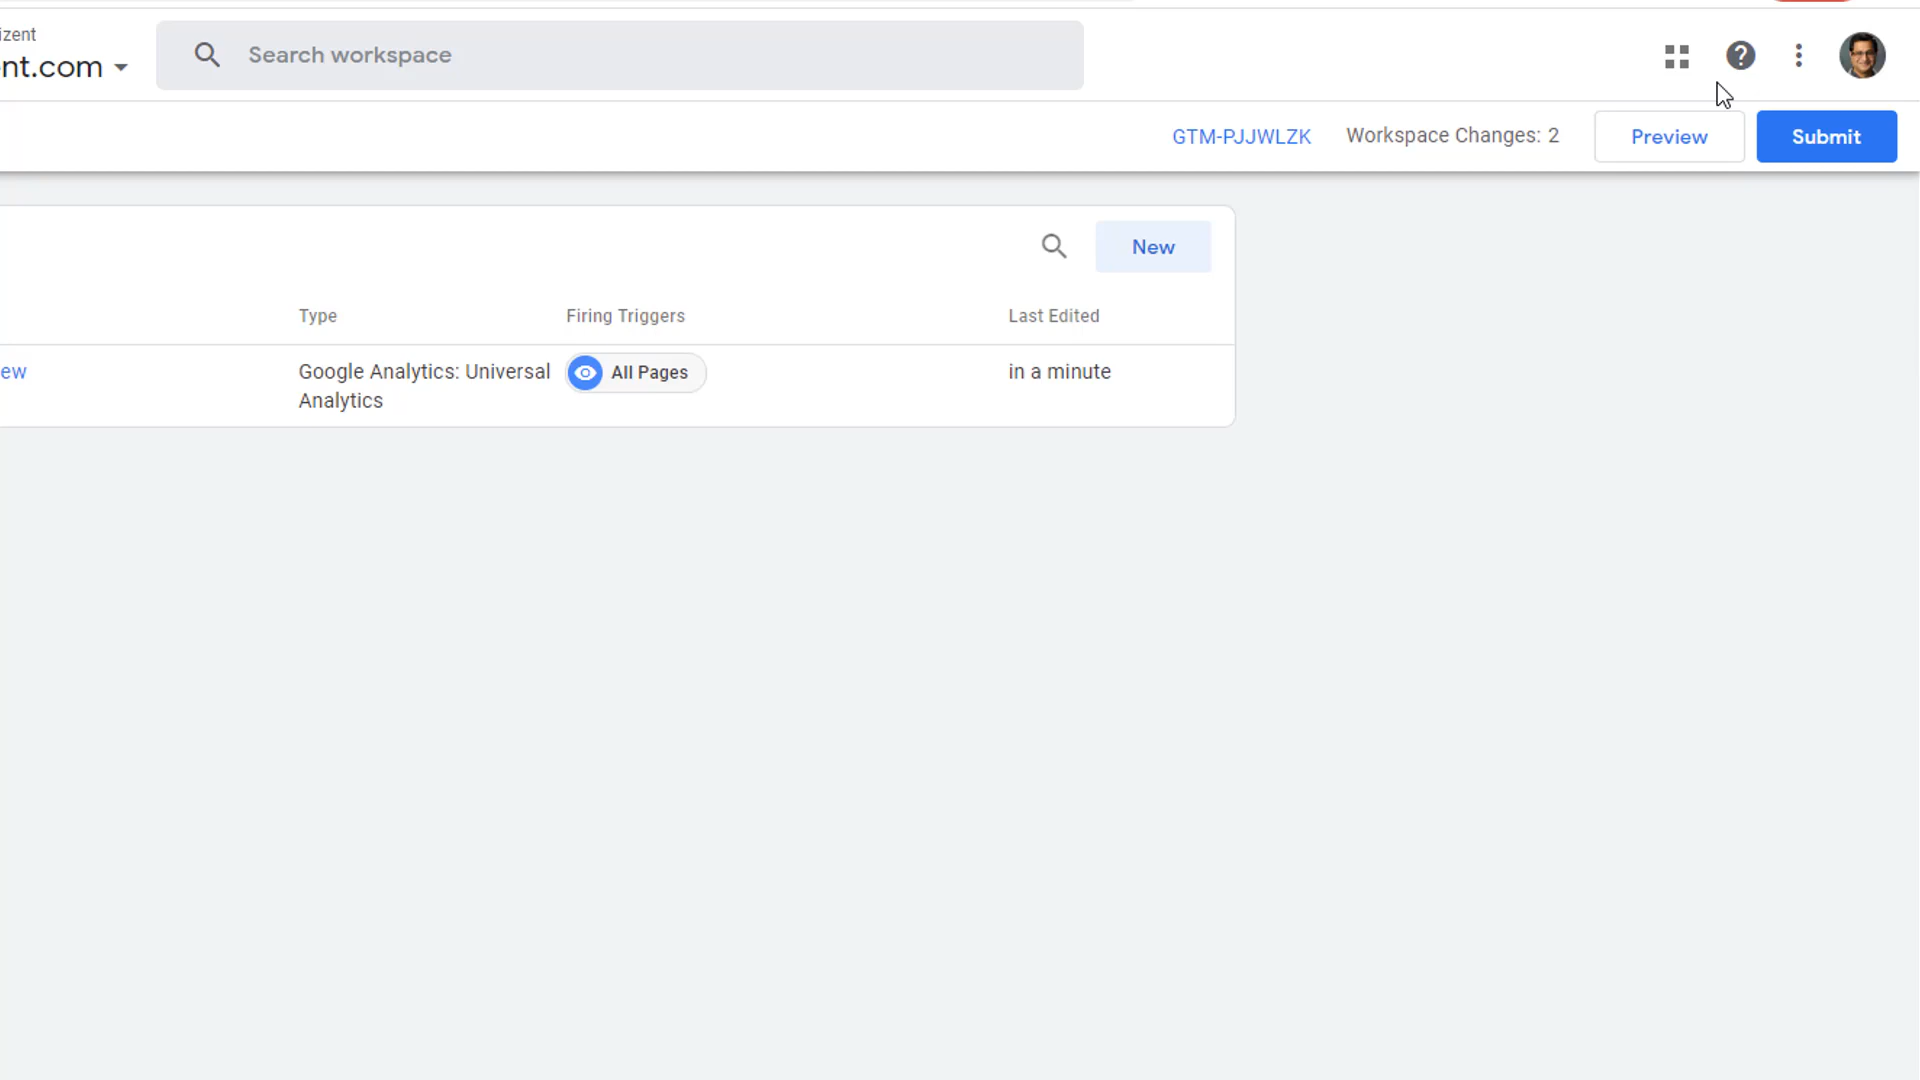 izent
nt.com
Search workspace
GTM-PJJWLZK Workspace Changes: 2 Preview Submit
New
Type Firing Triggers Last Edited
ew Google Analytics: Universal All Pages in a minute
Analytics